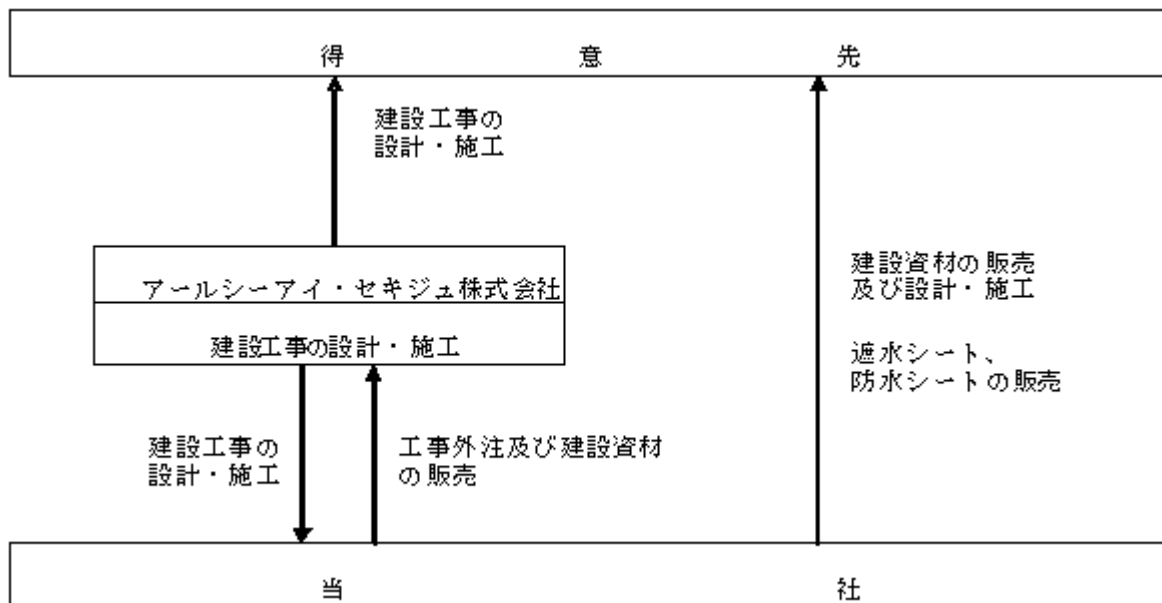 得意先
建設工事の
設計・施工
アールシーアイ・セキジュ株式会社
建設工事の設計・施工
建設資材の販売
及び設計・施工
遮水シート、
防水シートの販売
建設工事の
設計・施工
工事外注及び建設資材
の販売
当社